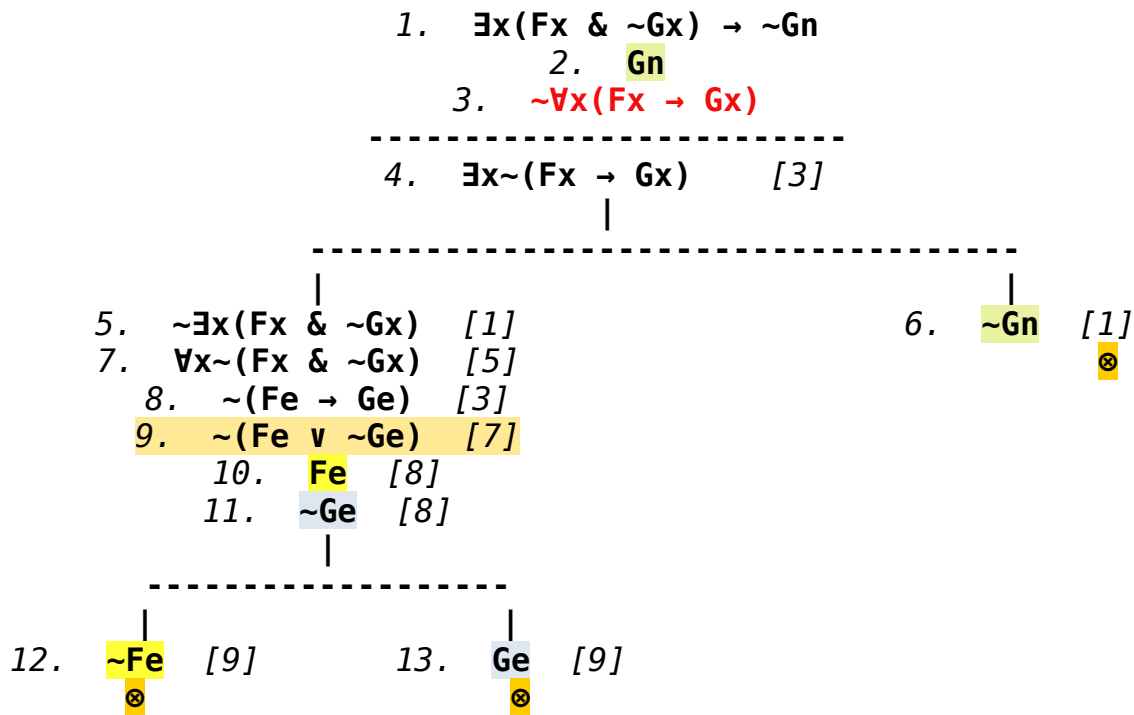 1. ∃x(Fx & ~Gx) → ~Gn
2. Gn
3. ~∀x(Fx → Gx)
-------------------------
4. ∃x~(Fx → Gx) [3]
|
-------------------------------------
| |
5. ~∃x(Fx & ~Gx) [1] 6. ~Gn [1]
7. ∀x~(Fx & ~Gx) [5] ⊗
8. ~(Fe → Ge) [3]
9. ~(Fe ∨ ~Ge) [7]
10. Fe [8]
11. ~Ge [8]
|
-------------------
| |
12. ~Fe [9] 13. Ge [9]
⊗ ⊗